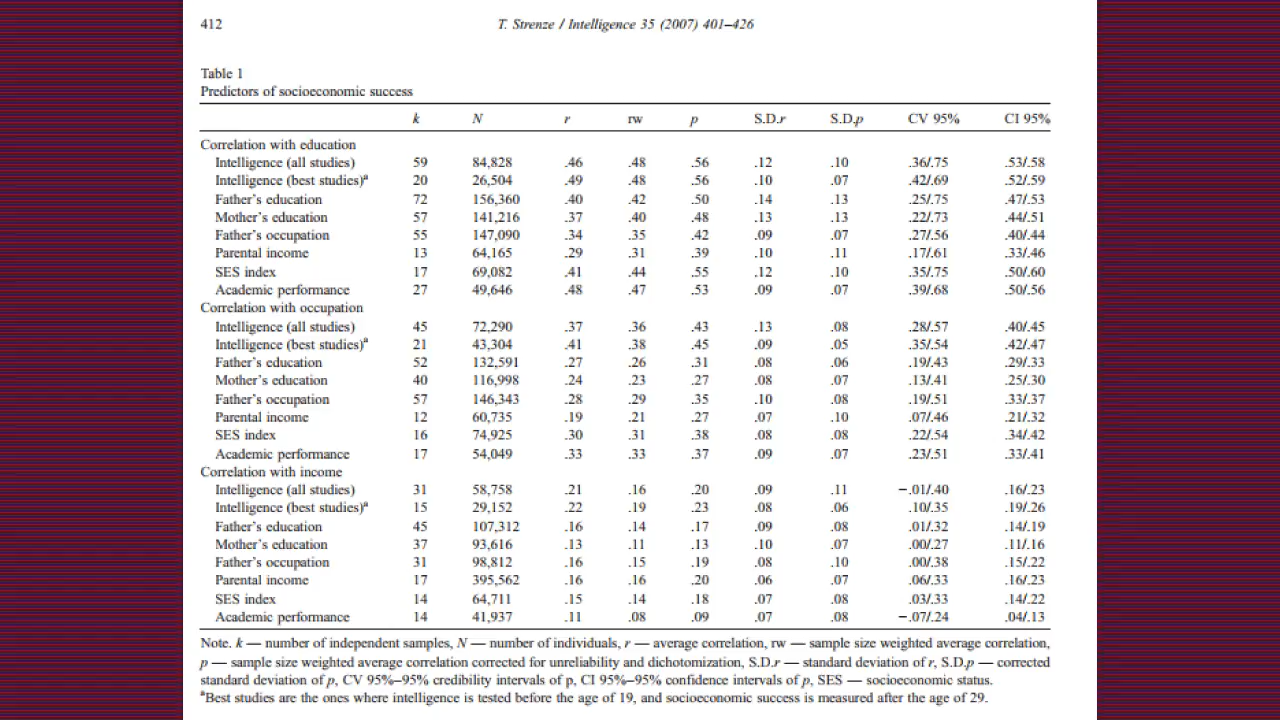 412 T. Strenze / Intelligence 35 (2007) 401–426
Table 1
Predictors of socioeconomic success
k N r rw p S.D.r S.D.p CV 95% CI 95%
Correlation with education
Intelligence (all studies) 59 84,828 .46 .48 .56 .12 .10 .36/.75 .53/.58
Intelligence (best studies)ᵃ 20 26,504 .49 .48 .56 .10 .07 .42/.69 .52/.59
Father's education 72 156,360 .40 .42 .50 .14 .13 .25/.75 .47/.53
Mother's education 57 141,216 .37 .40 .48 .13 .13 .22/.73 .44/.51
Father's occupation 55 147,090 .34 .35 .42 .09 .07 .27/.56 .40/.44
Parental income 13 64,165 .29 .31 .39 .10 .11 .17/.61 .33/.46
SES index 17 69,082 .41 .44 .55 .12 .10 .35/.75 .50/.60
Academic performance 27 49,646 .48 .47 .53 .09 .07 .39/.68 .50/.56
Correlation with occupation
Intelligence (all studies) 45 72,290 .37 .36 .43 .13 .08 .28/.57 .40/.45
Intelligence (best studies)ᵃ 21 43,304 .41 .38 .45 .09 .05 .35/.54 .42/.47
Father's education 52 132,591 .27 .26 .31 .08 .06 .19/.43 .29/.33
Mother's education 40 116,998 .24 .23 .27 .08 .07 .13/.41 .25/.30
Father's occupation 57 146,343 .28 .29 .35 .10 .08 .19/.51 .33/.37
Parental income 12 60,735 .19 .21 .27 .07 .10 .07/.46 .21/.32
SES index 16 74,925 .30 .31 .38 .08 .08 .22/.54 .34/.42
Academic performance 17 54,049 .33 .33 .37 .09 .07 .23/.51 .33/.41
Correlation with income
Intelligence (all studies) 31 58,758 .21 .16 .20 .09 .11 −.01/.40 .16/.23
Intelligence (best studies)ᵃ 15 29,152 .22 .19 .23 .08 .06 .10/.35 .19/.26
Father's education 45 107,312 .16 .14 .17 .09 .08 .01/.32 .14/.19
Mother's education 37 93,616 .13 .11 .13 .10 .07 .00/.27 .11/.16
Father's occupation 31 98,812 .16 .15 .19 .08 .10 .00/.38 .15/.22
Parental income 17 395,562 .16 .16 .20 .06 .07 .06/.33 .16/.23
SES index 14 64,711 .15 .14 .18 .07 .08 .03/.33 .14/.22
Academic performance 14 41,937 .11 .08 .09 .07 .08 −.07/.24 .04/.13
Note. k — number of independent samples, N — number of individuals, r — average correlation, rw — sample size weighted average correlation,
p — sample size weighted average correlation corrected for unreliability and dichotomization, S.D.r — standard deviation of r, S.D.p — corrected
standard deviation of p, CV 95%–95% credibility intervals of p, CI 95%–95% confidence intervals of p, SES — socioeconomic status.
ᵃBest studies are the ones where intelligence is tested before the age of 19, and socioeconomic success is measured after the age of 29.